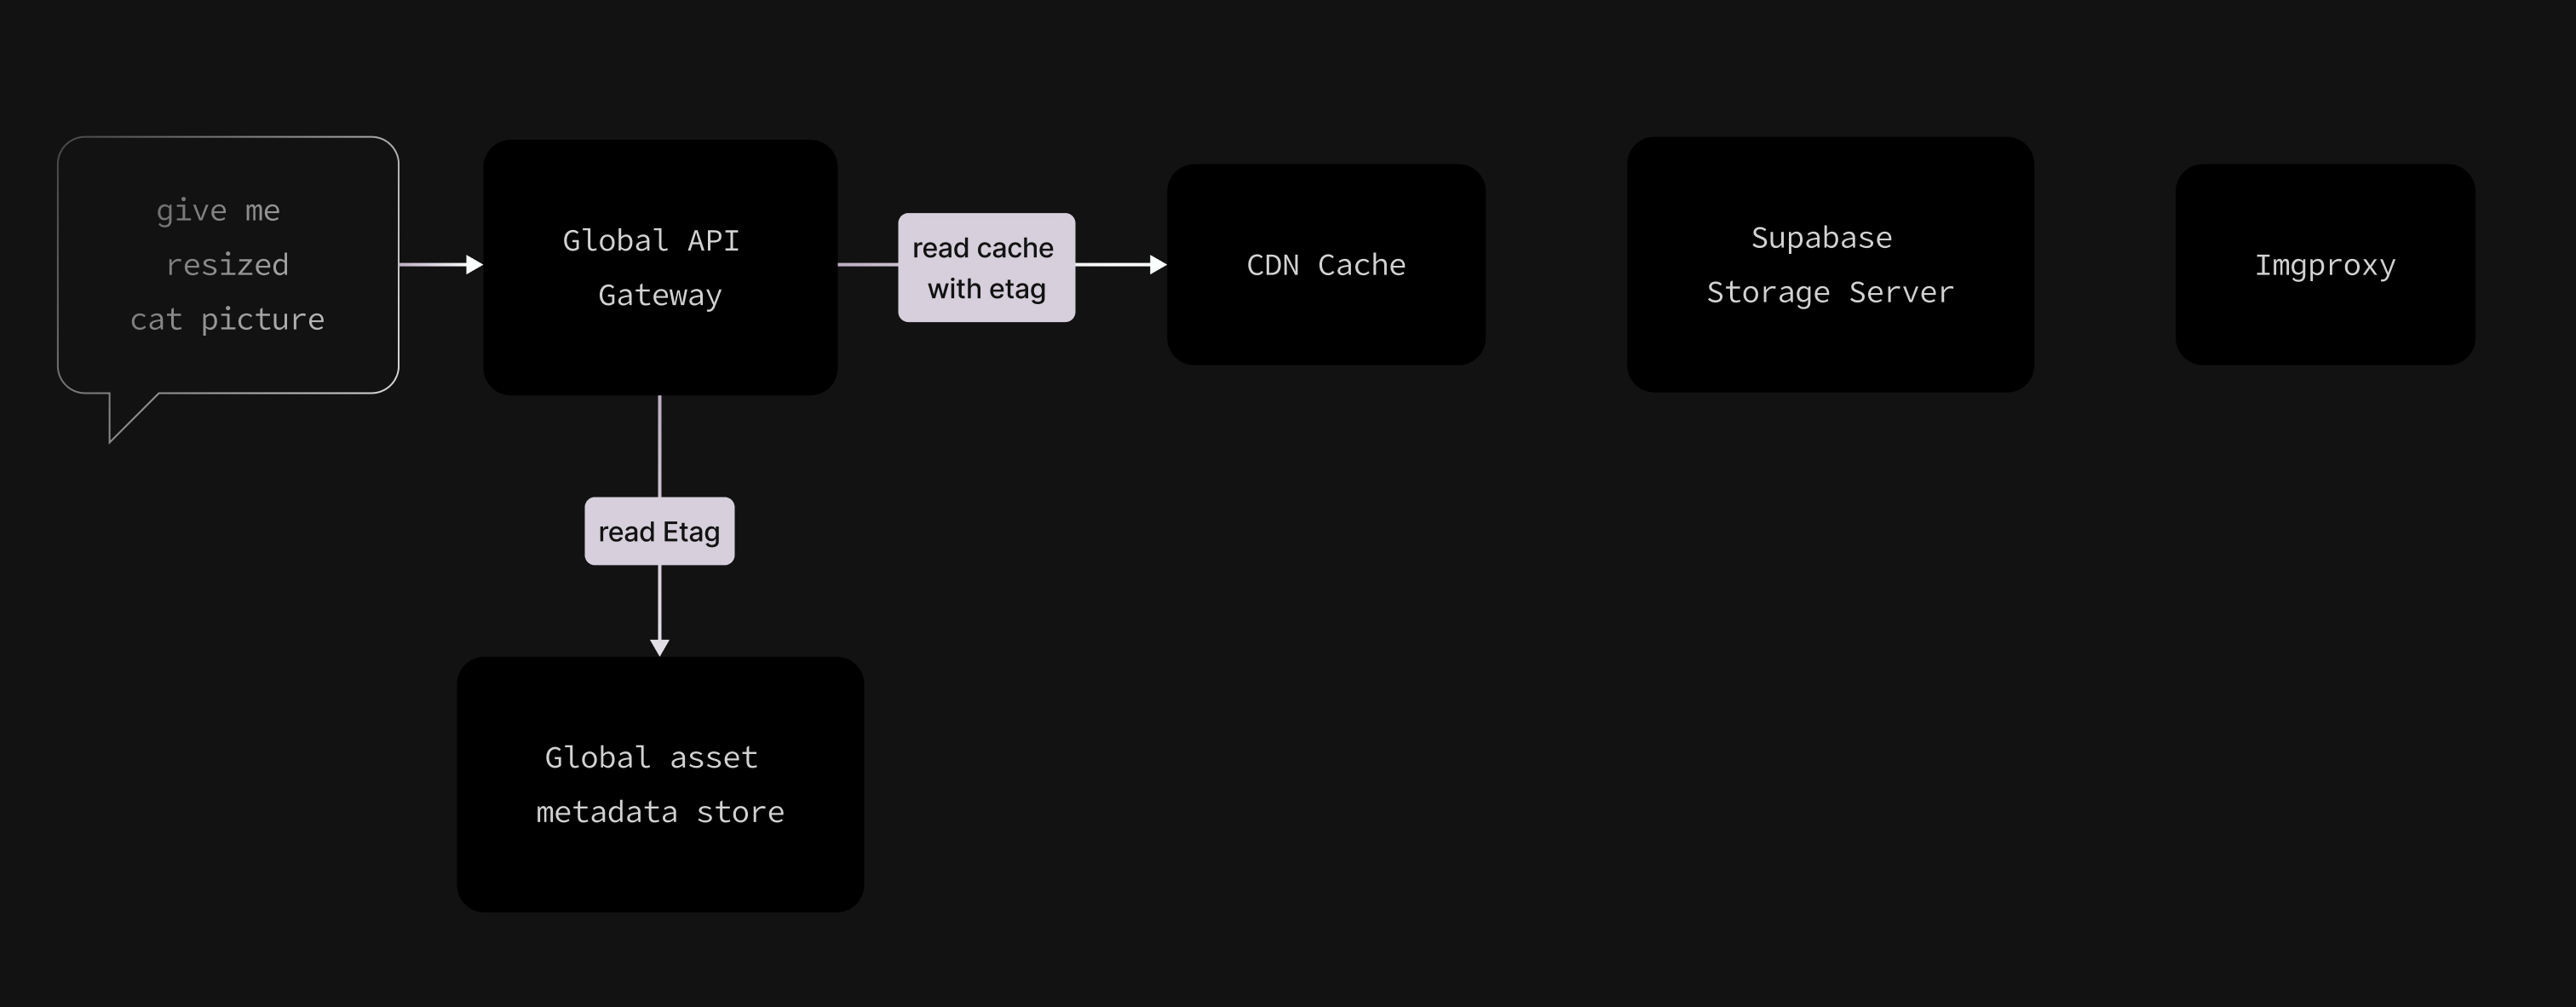 give me
resized
cat picture
Global API
Gateway
read cache
with etag
CDN Cache
Supabase
Storage Server
Imgproxy
read Etag
Global asset
metadata store